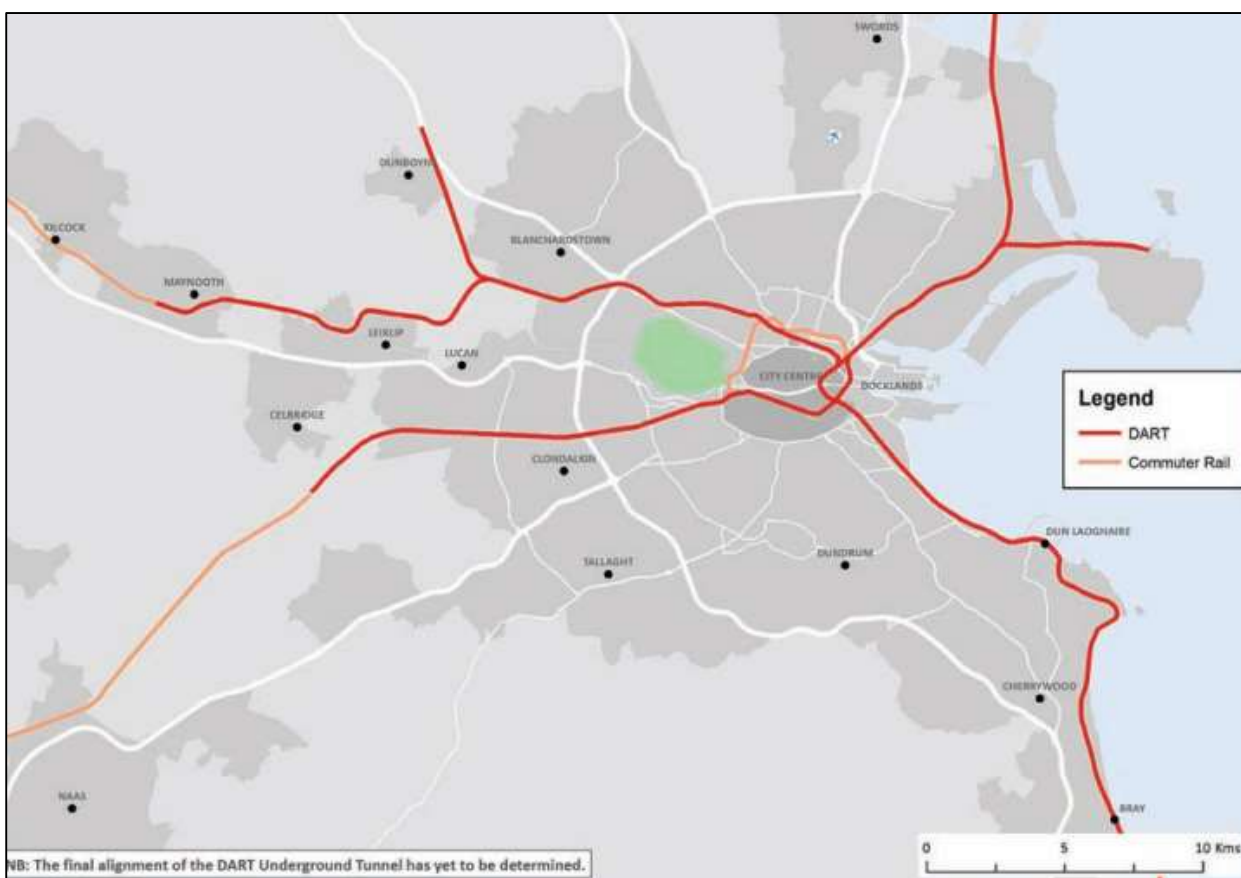 SWORDS
DUNBOYN
KILCOCK
BLANCHARDSTOWN
MAYNOOTH
LEIXLIP
LUCAN
CITY CENTRE
DOCKLANDS
CELBRIDGE
CLONDALKIN
Legend
DART
Commuter Rail
DUN LAOGHAIRE
TALLAGHT
DUNDRUM
CHERRYWOOD
NAAS
BRAY
NB: The final alignment of the DART Underground Tunnel has yet to be determined.
0 5 10 Kms